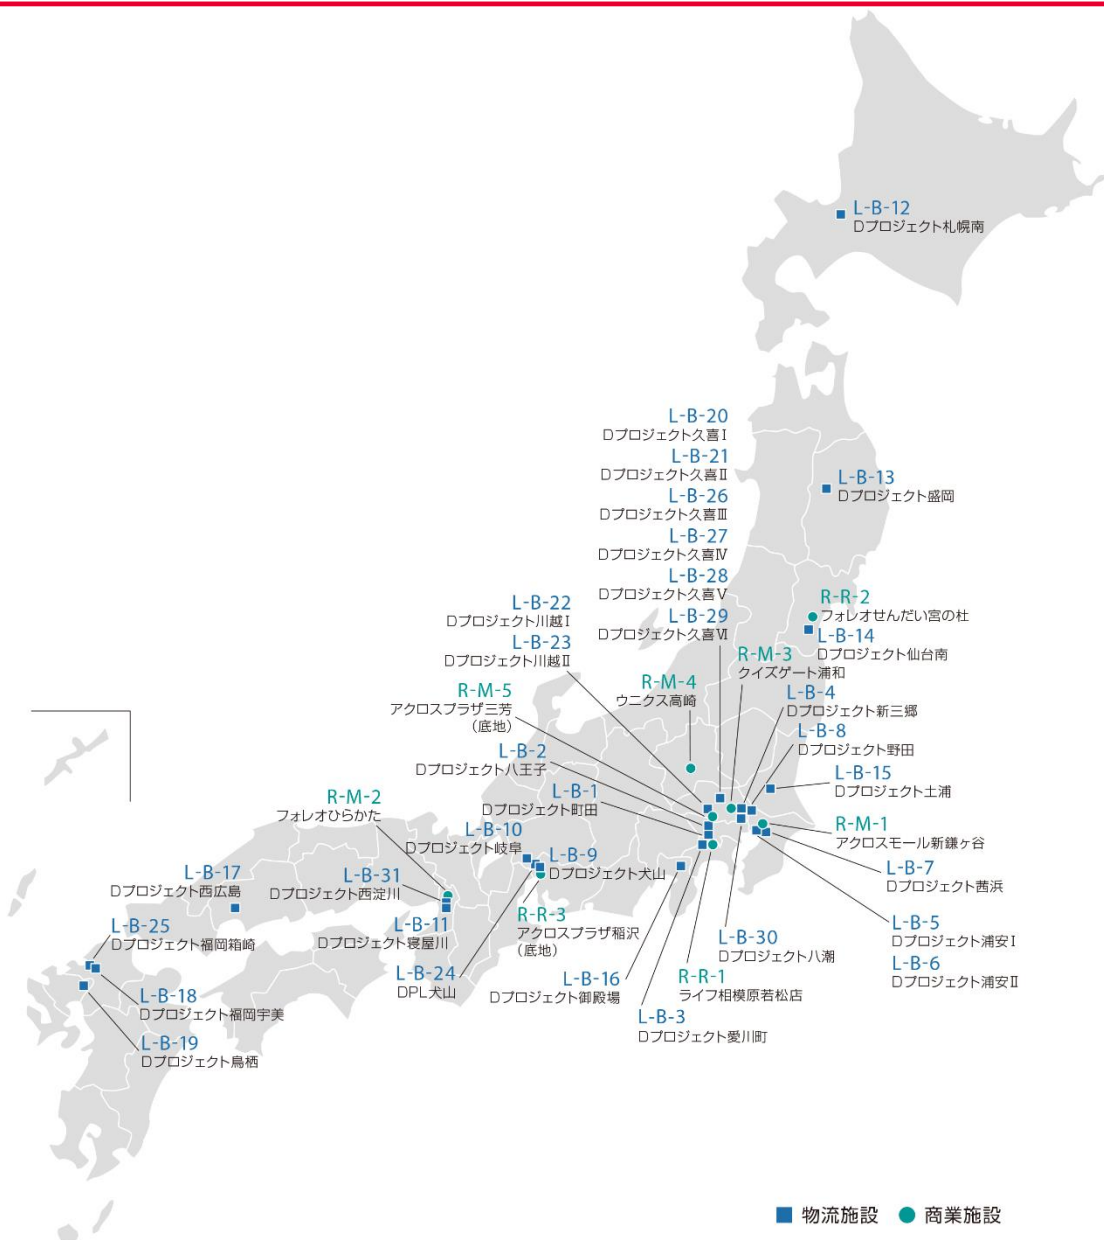 L-B-12
Dプロジェクト札幌南
L-B-20
Dプロジェクト久喜Ⅰ
L-B-21
Dプロジェクト久喜Ⅱ
L-B-26
Dプロジェクト久喜Ⅲ
L-B-27
Dプロジェクト久喜Ⅳ
L-B-28
Dプロジェクト久喜Ⅴ
L-B-29
Dプロジェクト久喜Ⅵ
L-B-13
Dプロジェクト盛岡
R-R-2
フォレオせんだい宮の杜
L-B-14
Dプロジェクト仙台南
L-B-22
Dプロジェクト川越Ⅰ
L-B-23
Dプロジェクト川越Ⅱ
R-M-5
アクロスプラザ三芳
(底地)
R-M-4
ウニクス高崎
R-M-3
クイズゲート浦和
L-B-4
Dプロジェクト新三郷
L-B-8
Dプロジェクト野田
L-B-15
Dプロジェクト土浦
L-B-2
Dプロジェクト八王子
L-B-1
Dプロジェクト町田
R-M-2
フォレオひらかた
L-B-10
Dプロジェクト岐阜
L-B-9
Dプロジェクト犬山
R-M-1
アクロスモール新鎌ヶ谷
L-B-7
Dプロジェクト茜浜
L-B-17
Dプロジェクト西広島
L-B-31
Dプロジェクト西淀川
L-B-11
Dプロジェクト寝屋川
R-R-3
アクロスプラザ稲沢
(底地)
L-B-5
Dプロジェクト浦安Ⅰ
L-B-6
Dプロジェクト浦安Ⅱ
L-B-25
Dプロジェクト福岡箱崎
L-B-30
Dプロジェクト八潮
L-B-24
DPL犬山
L-B-16
Dプロジェクト御殿場
R-R-1
ライフ相模原若松店
L-B-18
Dプロジェクト福岡宇美
L-B-3
Dプロジェクト愛川町
L-B-19
Dプロジェクト鳥栖
物流施設 商業施設